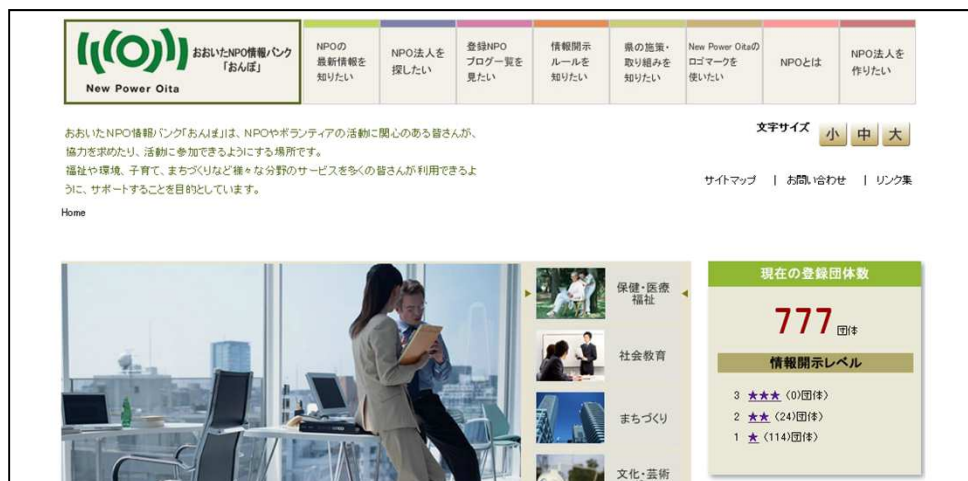 おおいたNPO情報バンク
「おんぽ」
New Power Oita
NPOの
最新情報を
知りたい
NPO法人を
探したい
登録NPO
ブログ一覧を
見たい
情報開示
ルールを
知りたい
県の施策・
取り組みを
知りたい
New Power Oitaの
ロゴマークを
使いたい
NPOとは
NPO法人を
作りたい
おおいたNPO情報バンク「おんぽ」は、NPOやボランティアの活動に関心のある皆さんが、
協力を求めたり、活動に参加できるようにする場所です。
福祉や環境、子育て、まちづくりなど様々な分野のサービスを多くの皆さんが利用できるよ
うに、サポートすることを目的としています。
文字サイズ 小 中 大
サイトマップ | お問い合わせ | リンク集
Home
保健・医療
福祉
社会教育
まちづくり
文化・芸術
現在の登録団体数
777 団体
情報開示レベル
3 ★★★ (0)団体)
2 ★★ (24)団体)
1 ★ (114)団体)